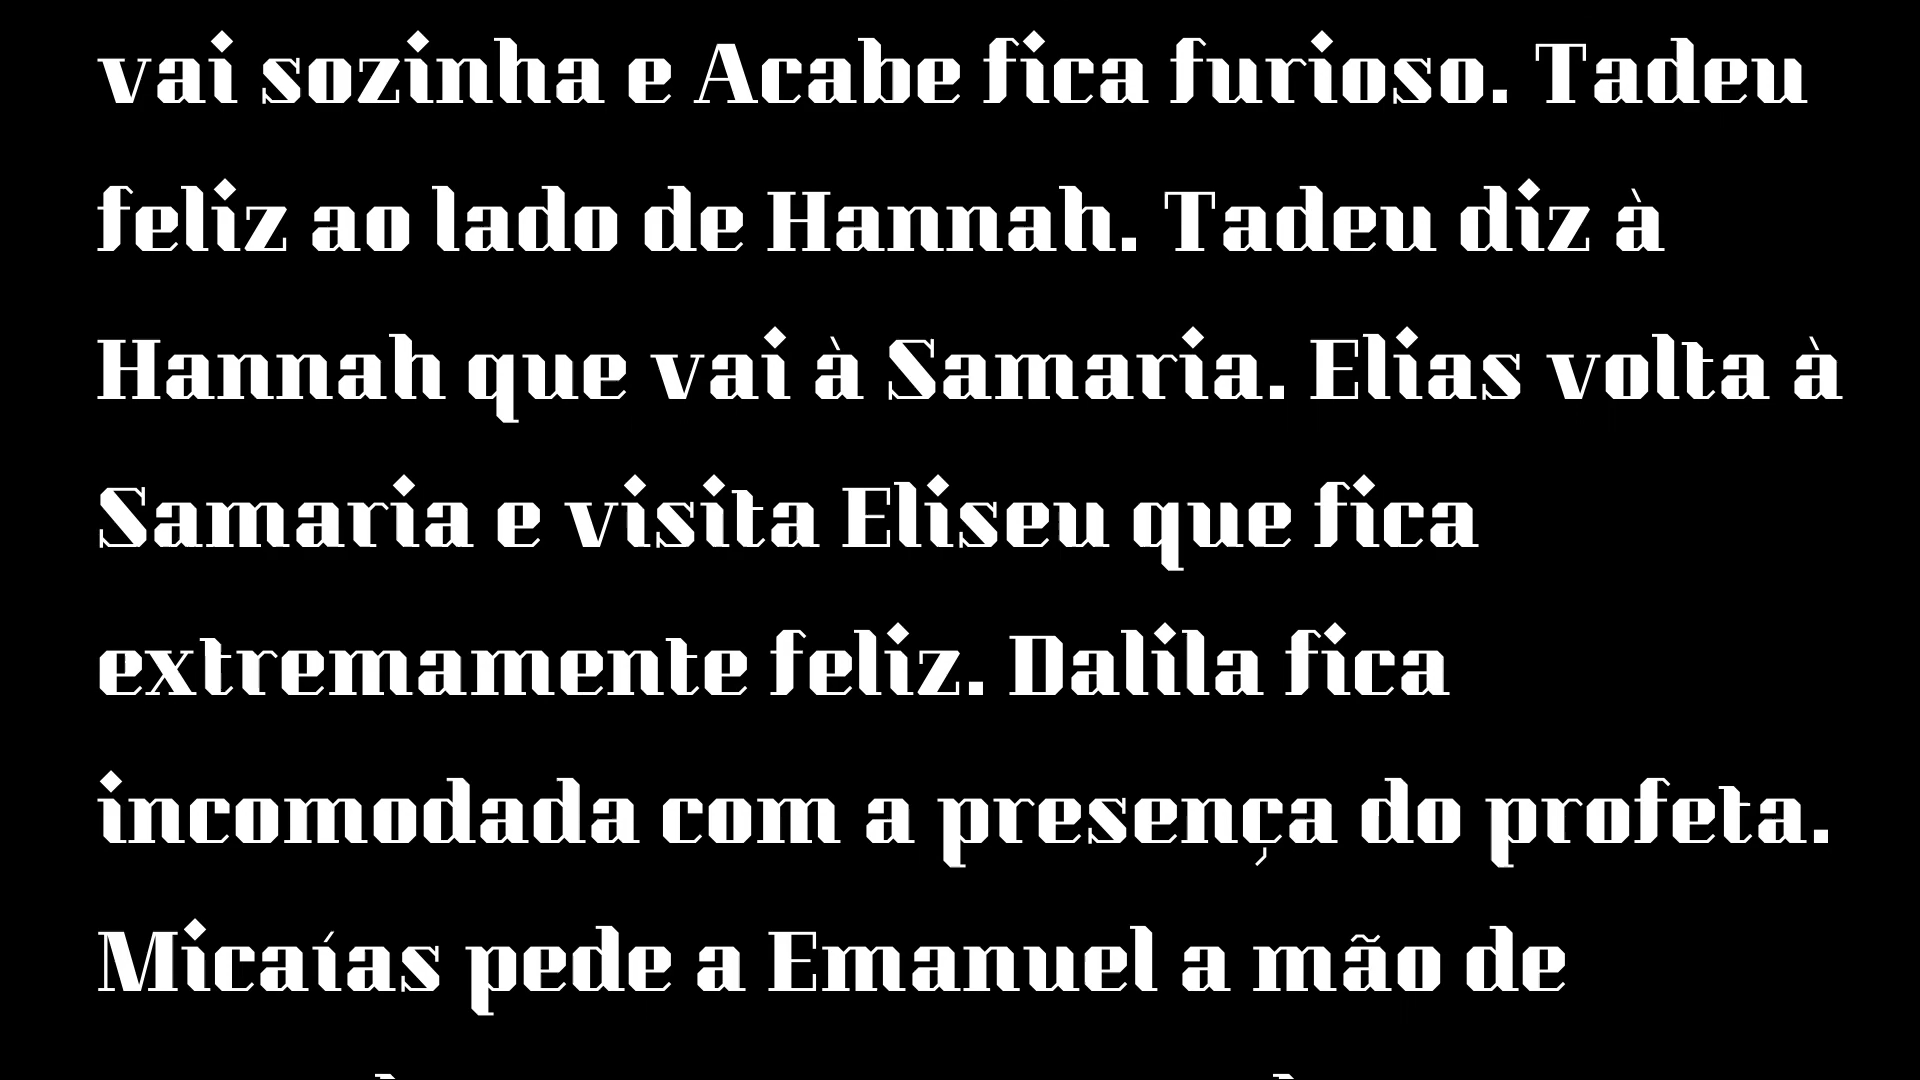 vai sozinha e Acabe fica furioso. Tadeu
feliz ao lado de Hannah. Tadeu diz à
Hannah que vai à Samaria. Elias volta à
Samaria e visita Eliseu que fica
extremamente feliz. Dalila fica
incomodada com a presença do profeta.
Micaías pede a Emanuel a mão de